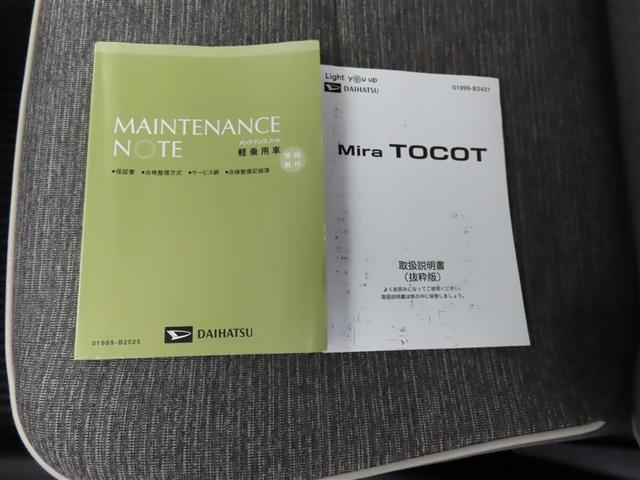 MAINTENANCE
NOTE
メンテナンスノート
軽乗用車
常時
携行
●保証書 ●点検整備方式 ●サービス網 ●点検整備記録簿
DAIHATSU
01999-B2025
Light you up
DAIHATSU
01999-B2427
Mira TOCOT
取扱説明書
（抜粋版）
よくお読みになってご使用ください。
取扱説明書は車の中に保管しましょう。